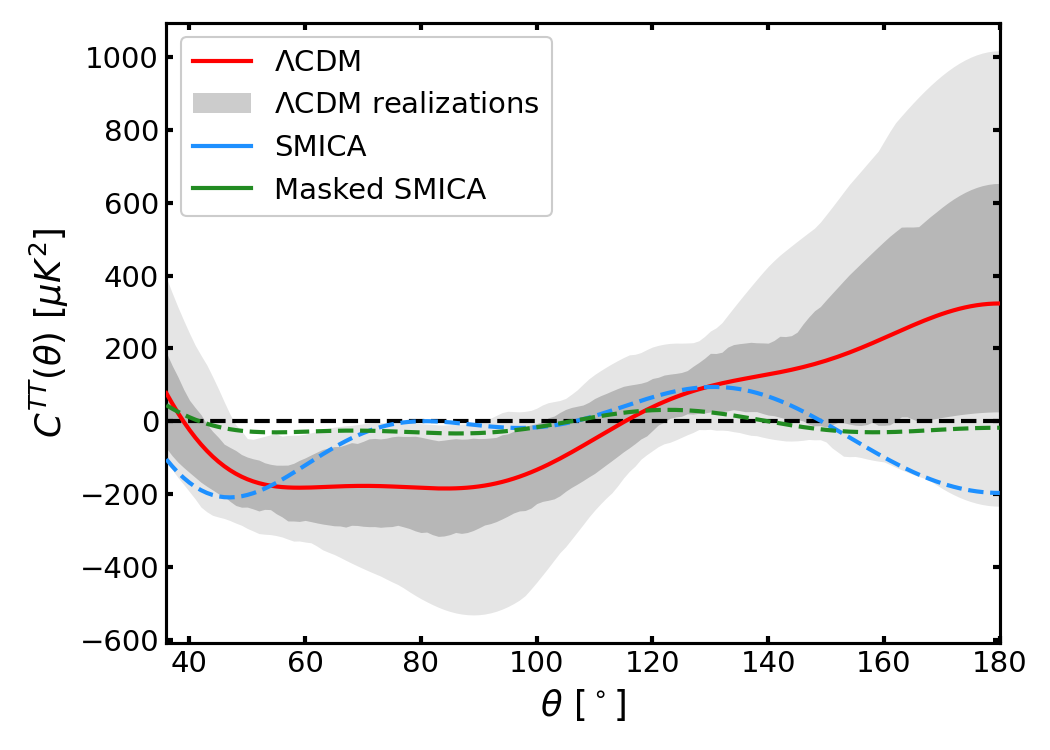 ΛCDM
ΛCDM realizations
SMICA
Masked SMICA
1000
800
600
400
200
0
−200
−400
−600
C^{TT}(θ) [μK²]
40 60 80 100 120 140 160 180
θ [°]